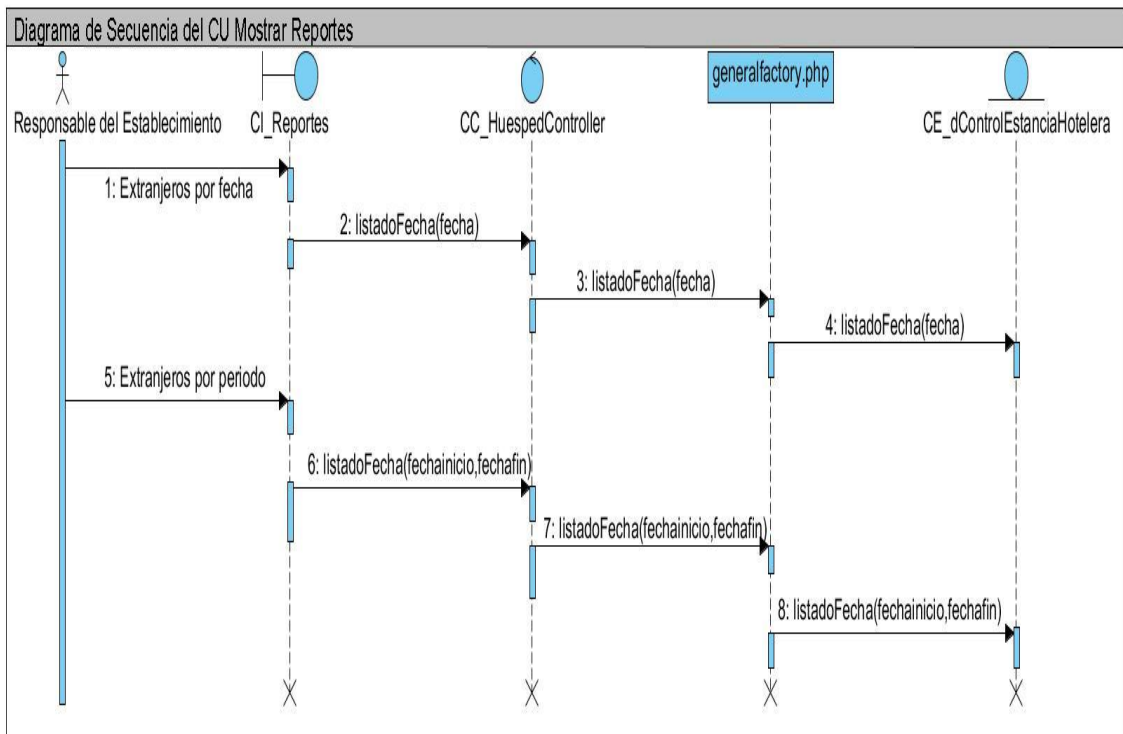 Diagrama de Secuencia del CU Mostrar Reportes
generalfactory.php
Responsable del Establecimiento
CI_Reportes
CC_HuespedController
CE_dControlEstanciaHotelera
1: Extranjeros por fecha
2: listadoFecha(fecha)
3: listadoFecha(fecha)
4: listadoFecha(fecha)
5: Extranjeros por periodo
6: listadoFecha(fechainicio,fechafin)
7: listadoFecha(fechainicio,fechafin)
8: listadoFecha(fechainicio,fechafin)